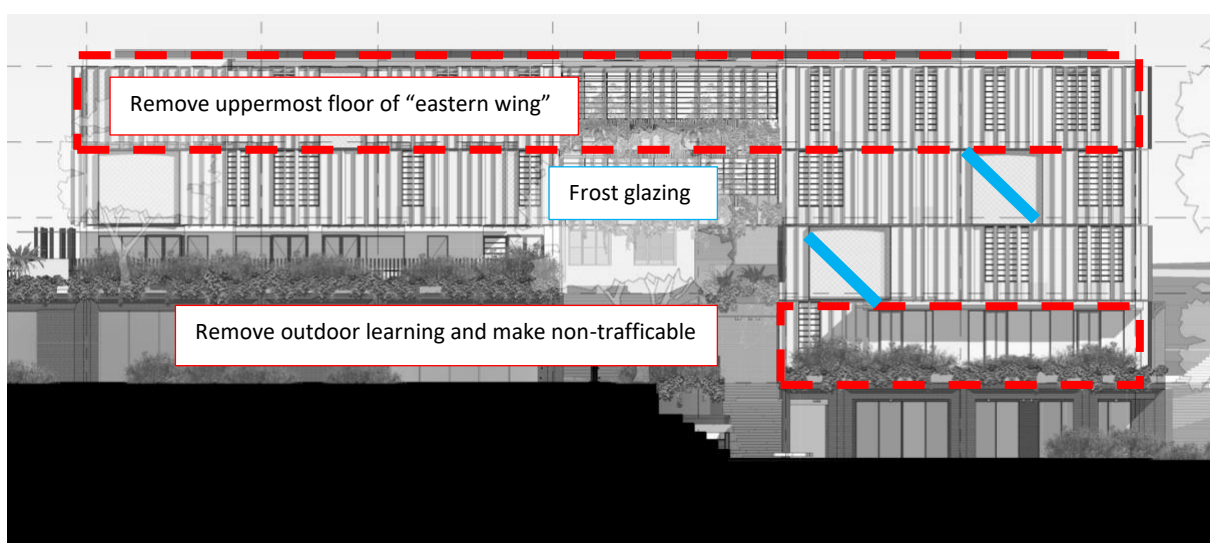 Remove uppermost floor of “eastern wing”
Frost glazing
Remove outdoor learning and make non-trafficable